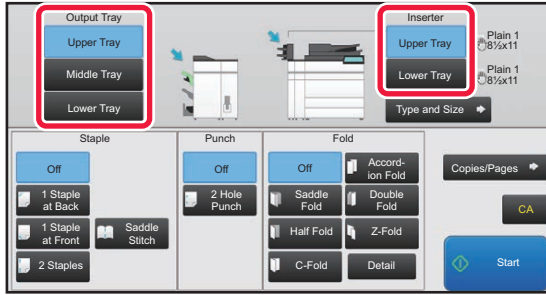 Output Tray
Upper Tray
Middle Tray
Lower Tray
Inserter
Upper Tray
Plain 1
8½x11
Lower Tray
Plain 1
8½x11
Type and Size
Staple
Off
1 Staple
at Back
1 Staple
at Front
Saddle
Stitch
2 Staples
Punch
Off
2 Hole
Punch
Fold
Off
Accord-
ion Fold
Saddle
Fold
Double
Fold
Half Fold
Z-Fold
C-Fold
Detail
Copies/Pages
CA
Start